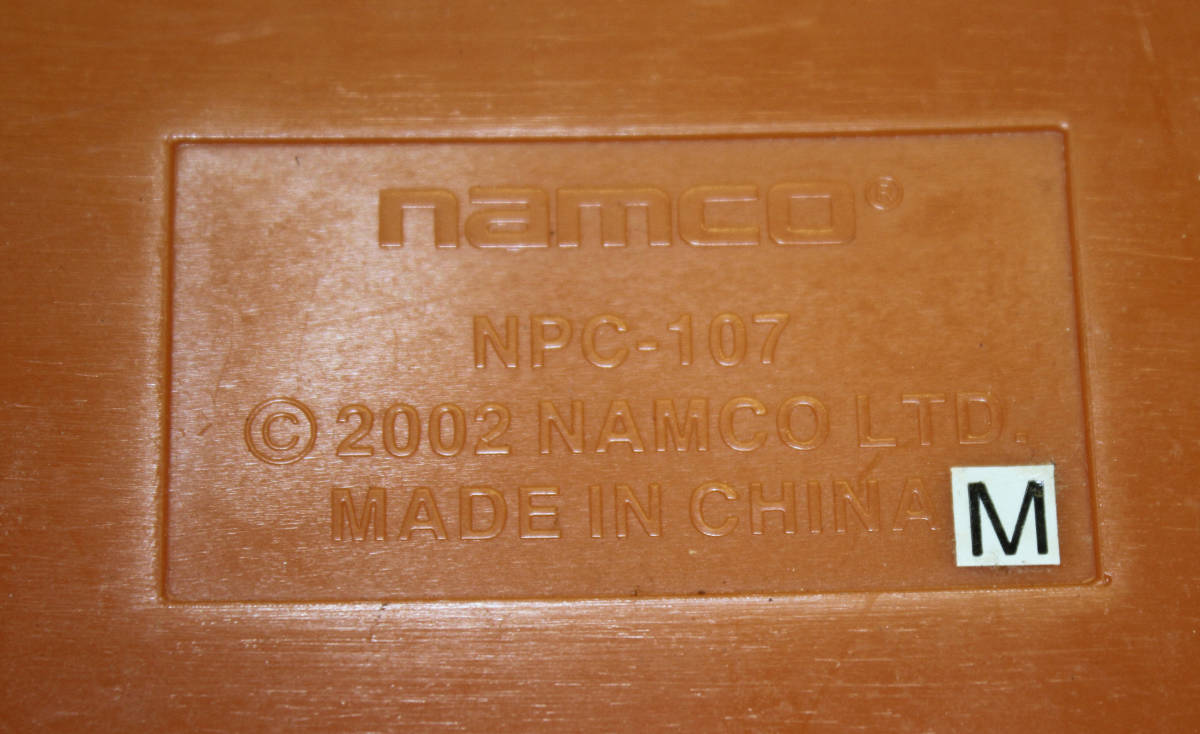 namco®
NPC-107
© 2002 NAMCO LTD.
MADE IN CHINA
M